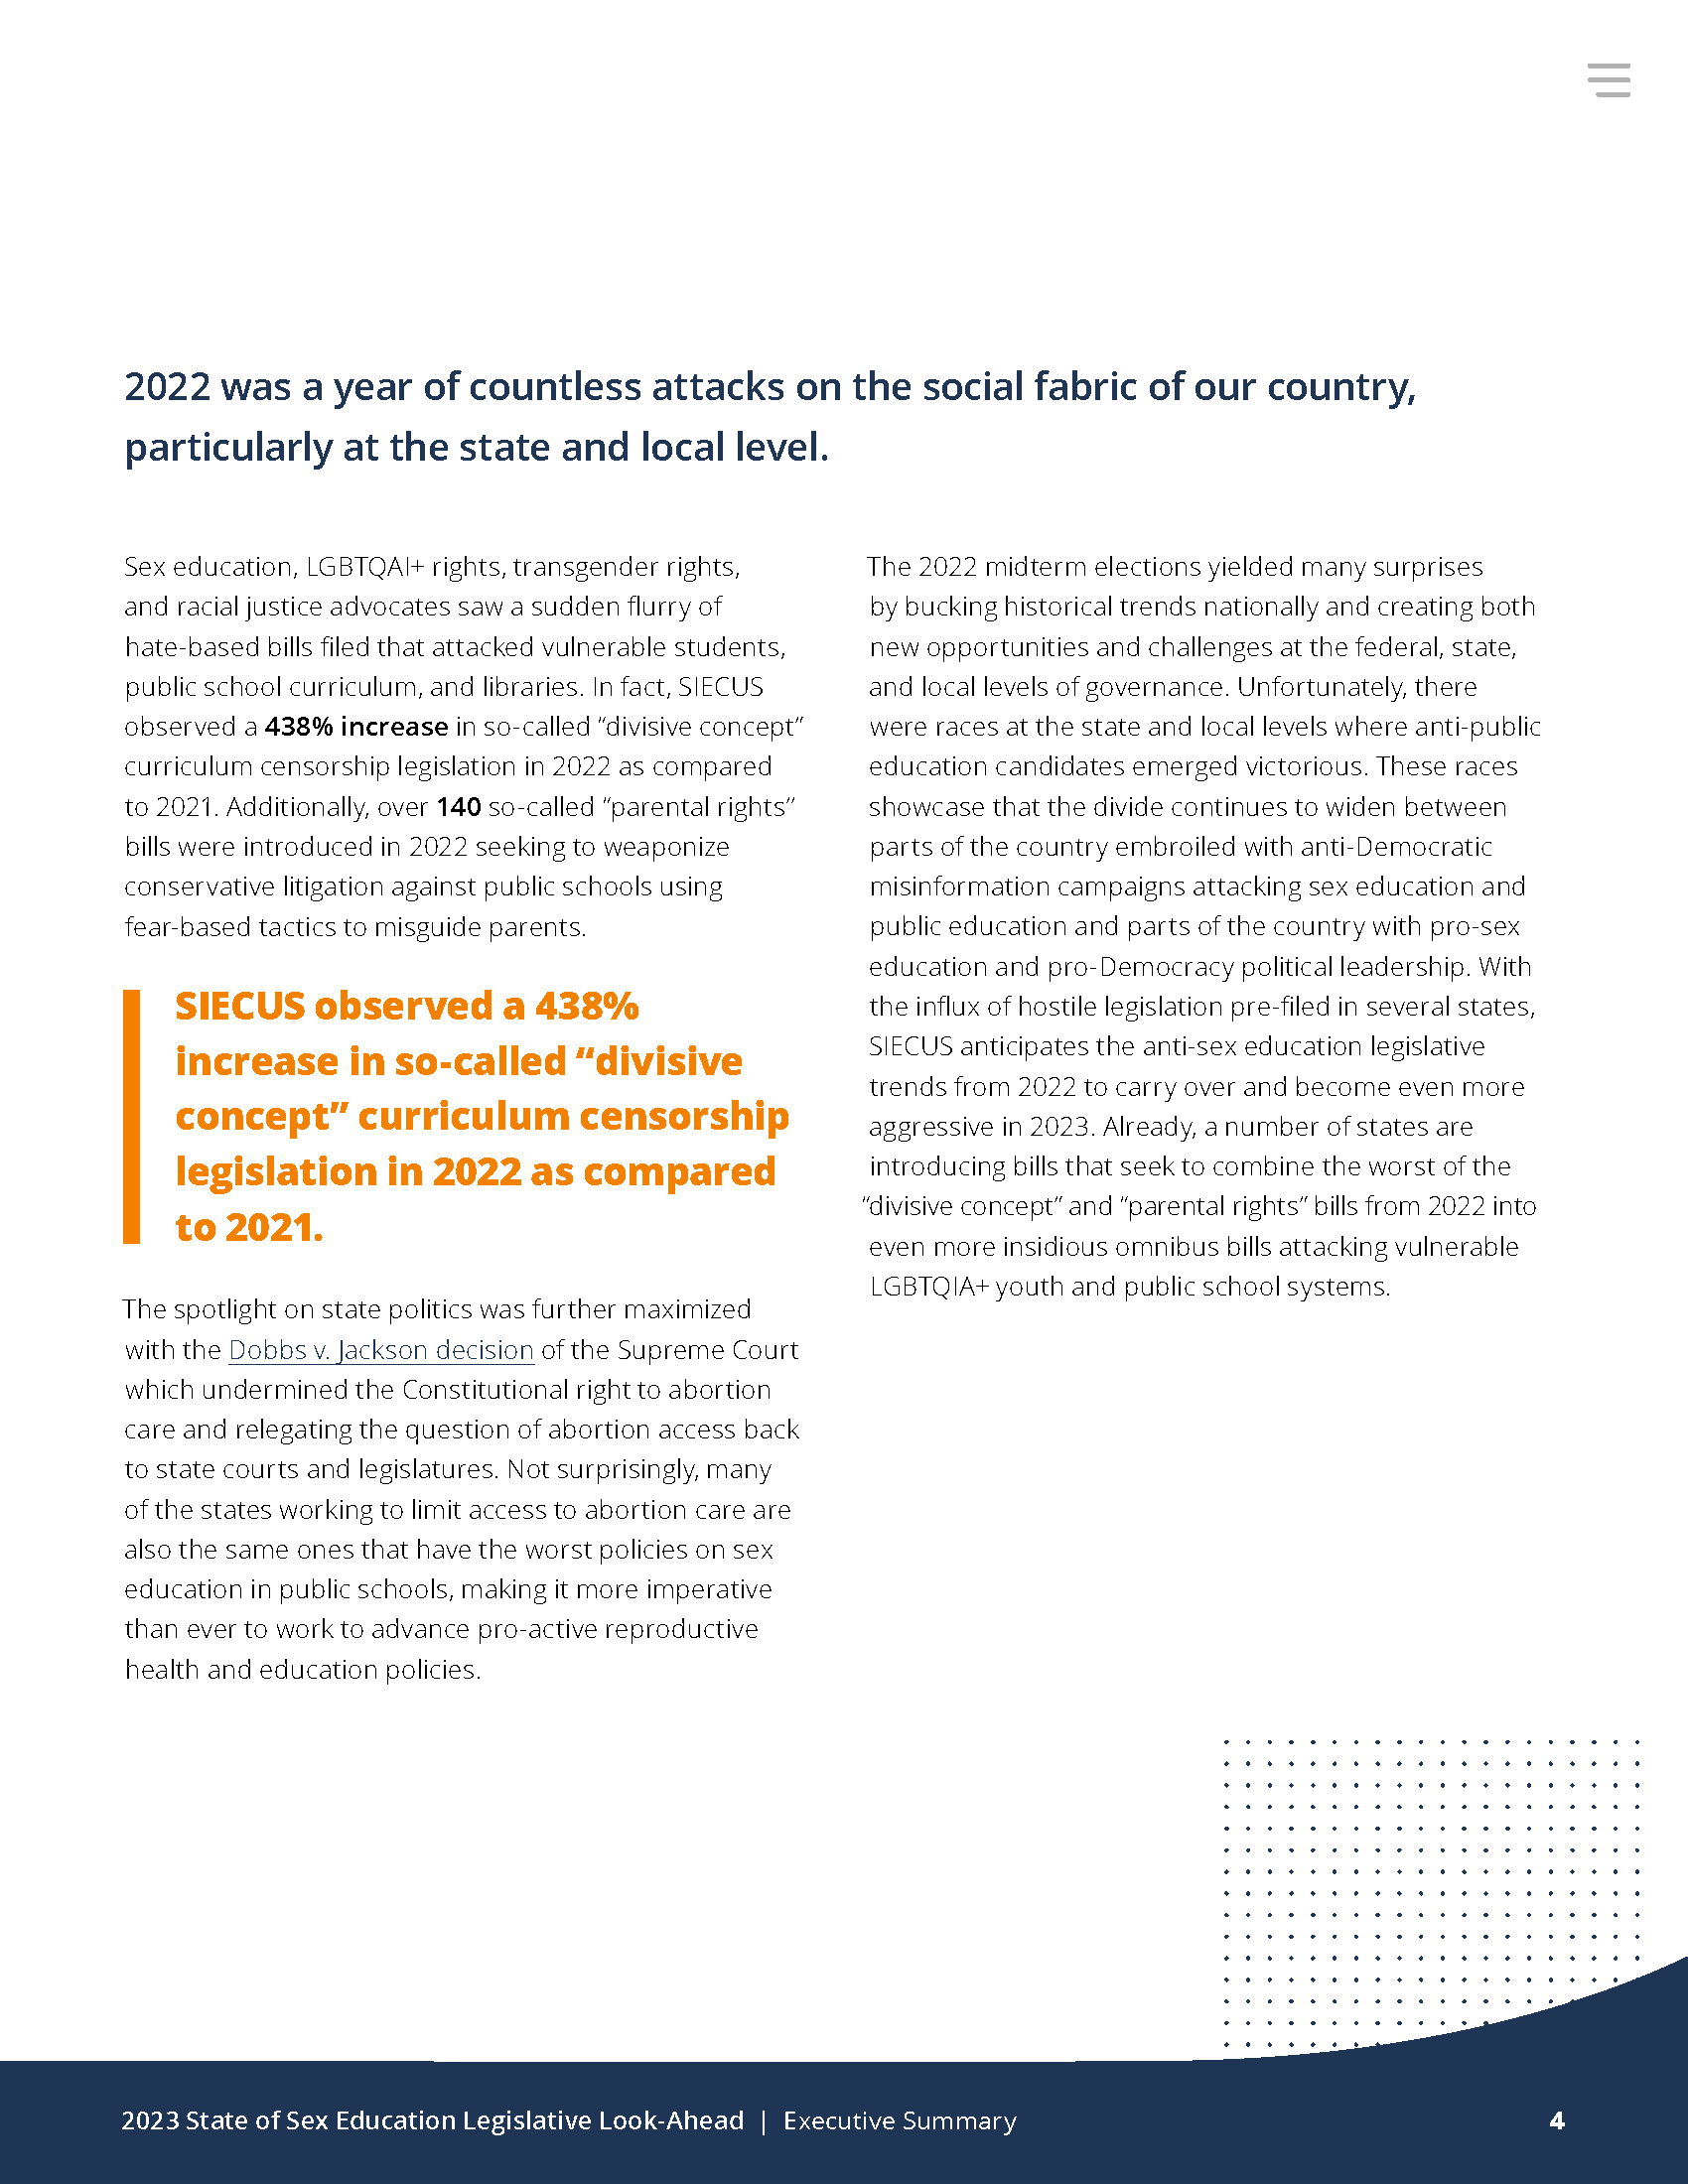 2022 was a year of countless attacks on the social fabric of our country,
particularly at the state and local level.
Sex education, LGBTQAI+ rights, transgender rights,
and racial justice advocates saw a sudden flurry of
hate-based bills filed that attacked vulnerable students,
public school curriculum, and libraries. In fact, SIECUS
observed a 438% increase in so-called “divisive concept”
curriculum censorship legislation in 2022 as compared
to 2021. Additionally, over 140 so-called “parental rights”
bills were introduced in 2022 seeking to weaponize
conservative litigation against public schools using
fear-based tactics to misguide parents.
SIECUS observed a 438%
increase in so-called “divisive
concept” curriculum censorship
legislation in 2022 as compared
to 2021.
The spotlight on state politics was further maximized
with the Dobbs v. Jackson decision of the Supreme Court
which undermined the Constitutional right to abortion
care and relegating the question of abortion access back
to state courts and legislatures. Not surprisingly, many
of the states working to limit access to abortion care are
also the same ones that have the worst policies on sex
education in public schools, making it more imperative
than ever to work to advance pro-active reproductive
health and education policies.
The 2022 midterm elections yielded many surprises
by bucking historical trends nationally and creating both
new opportunities and challenges at the federal, state,
and local levels of governance. Unfortunately, there
were races at the state and local levels where anti-public
education candidates emerged victorious. These races
showcase that the divide continues to widen between
parts of the country embroiled with anti-Democratic
misinformation campaigns attacking sex education and
public education and parts of the country with pro-sex
education and pro-Democracy political leadership. With
the influx of hostile legislation pre-filed in several states,
SIECUS anticipates the anti-sex education legislative
trends from 2022 to carry over and become even more
aggressive in 2023. Already, a number of states are
introducing bills that seek to combine the worst of the
“divisive concept” and “parental rights” bills from 2022 into
even more insidious omnibus bills attacking vulnerable
LGBTQIA+ youth and public school systems.
2023 State of Sex Education Legislative Look-Ahead | Executive Summary
4